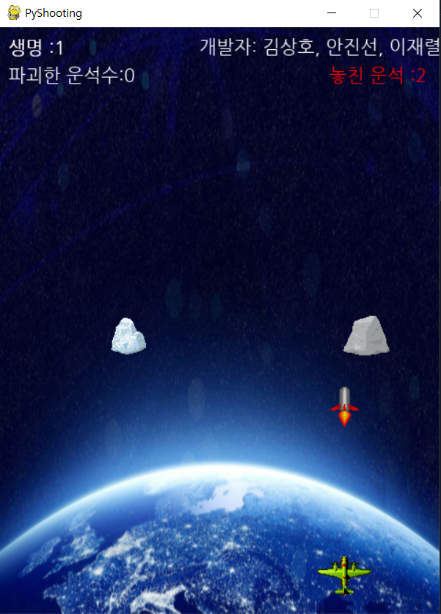 PyShooting
생명 :1
개발자: 김상호, 안진선, 이재렬
파괴한 운석수:0
놓친 운석 :2